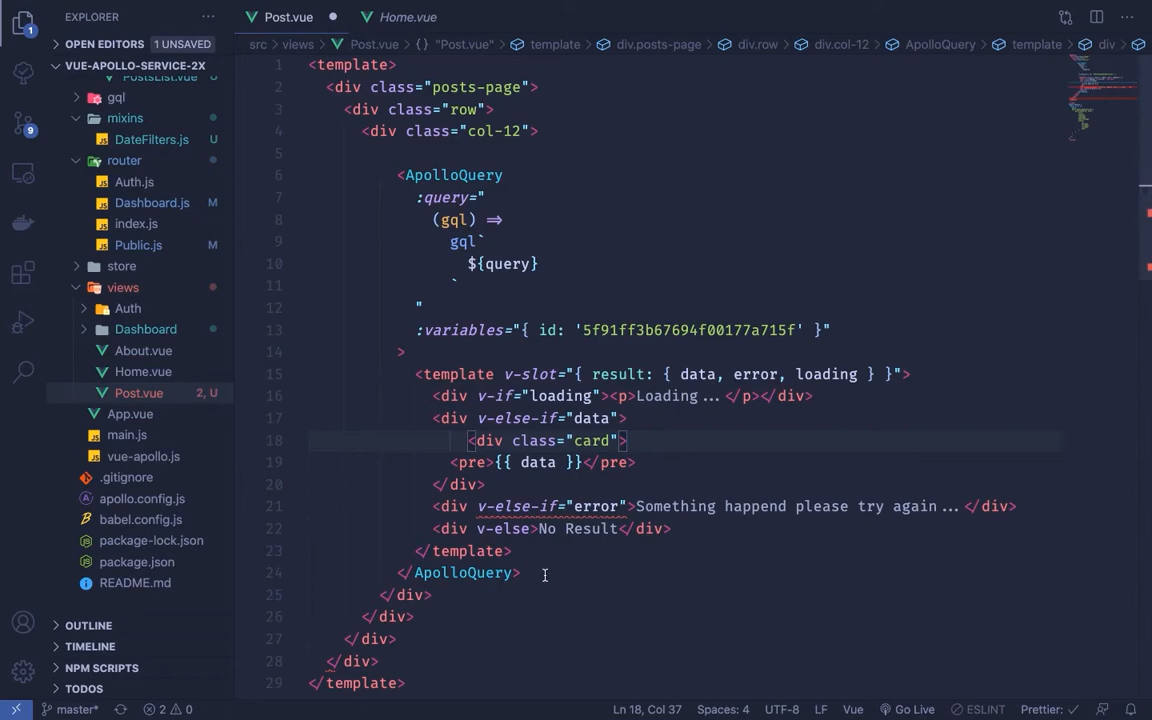 EXPLORER
Post.vue
Home.vue
OPEN EDITORS 1 UNSAVED
src > views > Post.vue > {} "Post.vue" > template > div.posts-page > div.row > div.col-12 > ApolloQuery > template > div
VUE-APOLLO-SERVICE-2X
PostsList.vue U
gql
mixins
DateFilters.js U
router
Auth.js
Dashboard.js M
index.js
Public.js M
store
views
Auth
Dashboard
About.vue
Home.vue
Post.vue 2, U
App.vue
main.js
vue-apollo.js
.gitignore
apollo.config.js
babel.config.js
package-lock.json
package.json
README.md
OUTLINE
TIMELINE
NPM SCRIPTS
TODOS
1
9
1 <template>
2 <div class="posts-page">
3 <div class="row">
4 <div class="col-12">
5
6 <ApolloQuery
7 :query="
8 (gql) =>
9 gql`
10 ${query}
11 `
12 "
13 :variables="{ id: '5f91ff3b67694f00177a715f' }"
14 >
15 <template v-slot="{ result: { data, error, loading } }">
16 <div v-if="loading"><p>Loading...</p></div>
17 <div v-else-if="data">
18 <div class="card">
19 <pre>{{ data }}</pre>
20 </div>
21 <div v-else-if="error">Something happend please try again...</div>
22 <div v-else>No Result</div>
23 </template>
24 </ApolloQuery>
25 </div>
26 </div>
27 </div>
28 </div>
29 </template>
master* 2 0 Ln 18, Col 37 Spaces: 4 UTF-8 LF Vue Go Live ESLINT Prettier: ✓